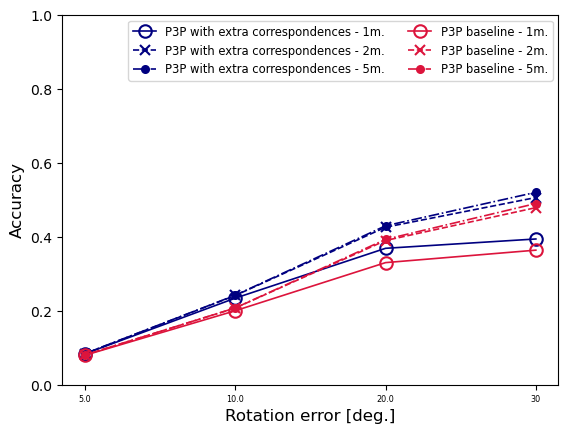 P3P with extra correspondences - 1m.
P3P with extra correspondences - 2m.
P3P with extra correspondences - 5m.
P3P baseline - 1m.
P3P baseline - 2m.
P3P baseline - 5m.
1.0
0.8
0.6
0.4
0.2
0.0
Accuracy
5.0 10.0 20.0 30
Rotation error [deg.]